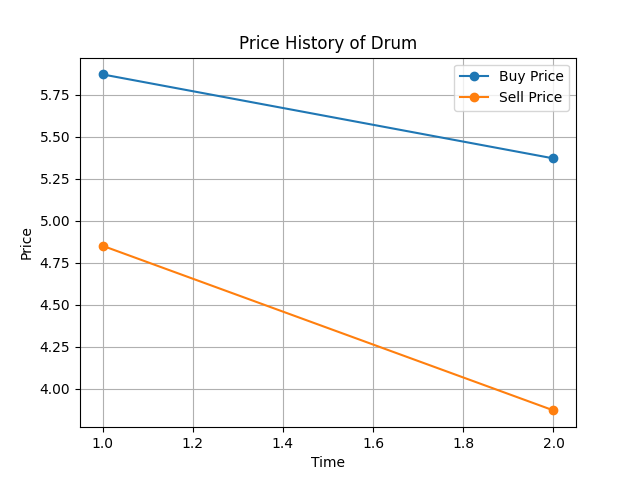 Price History of Drum
Buy Price
Sell Price
Price
5.75
5.50
5.25
5.00
4.75
4.50
4.25
4.00
1.0 1.2 1.4 1.6 1.8 2.0
Time